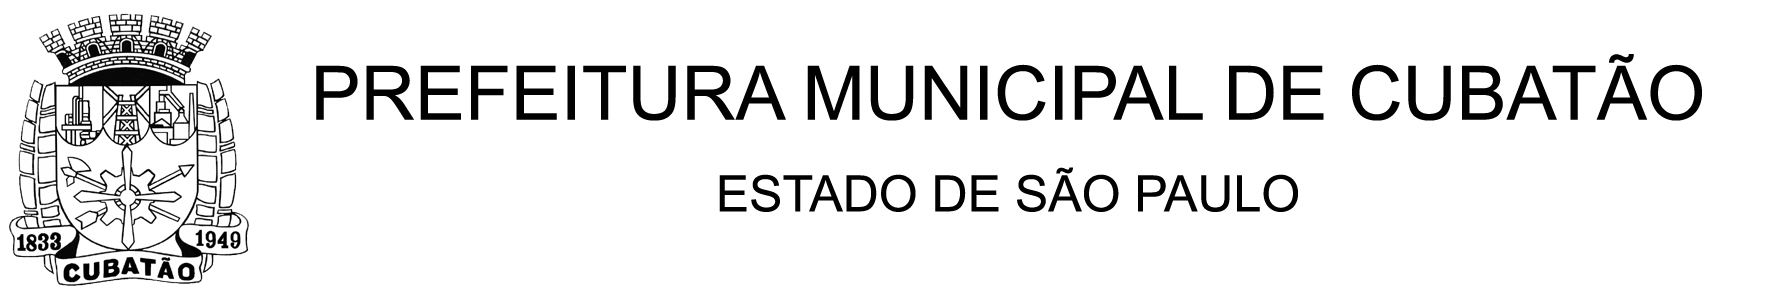 PREFEITURA MUNICIPAL DE CUBATÃO
ESTADO DE SÃO PAULO
1833
1949
CUBATÃO